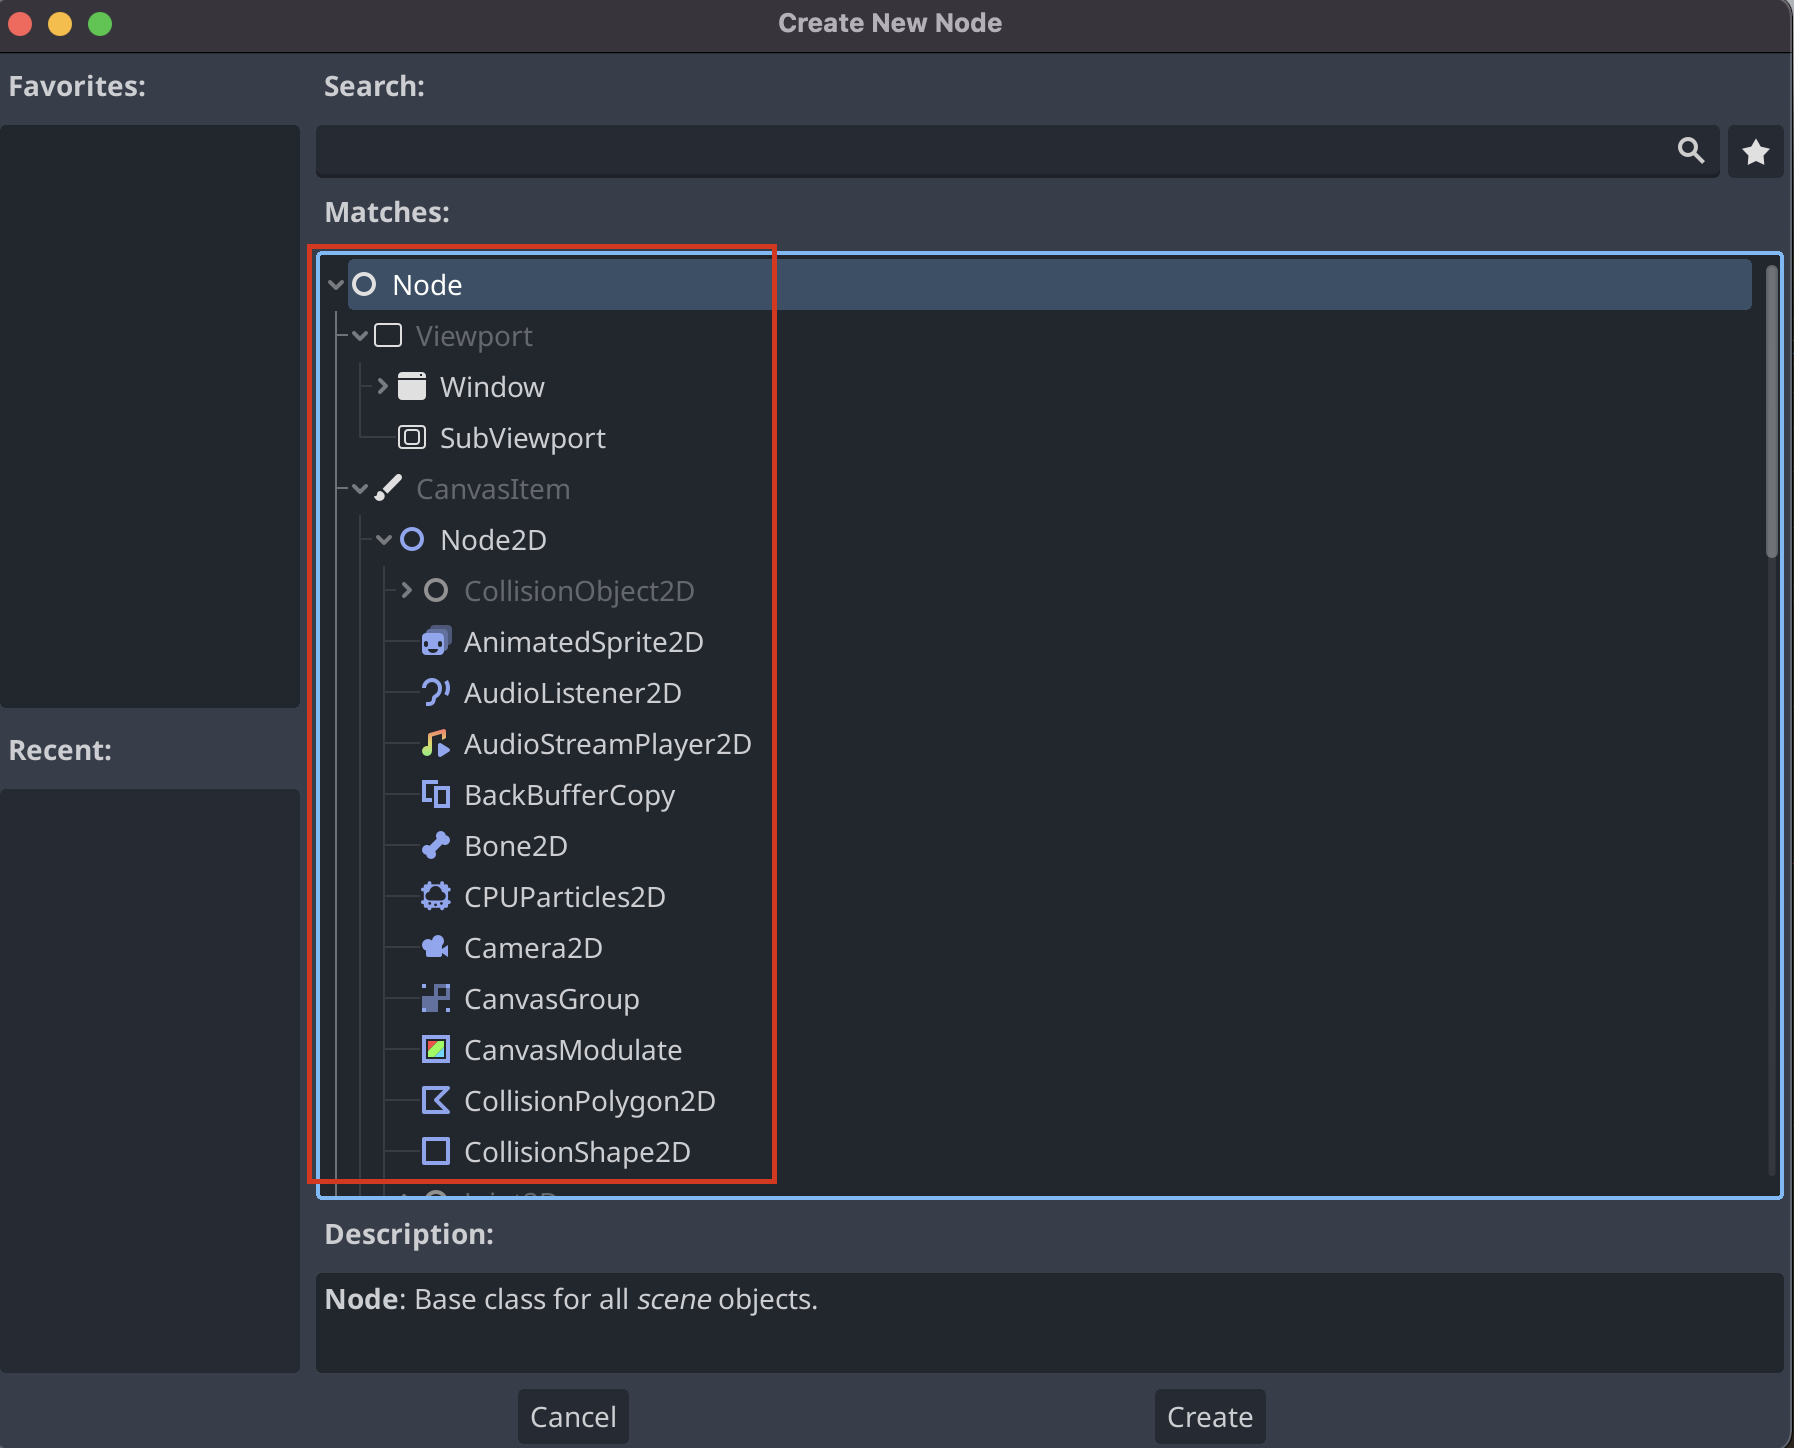 Create New Node
Favorites:
Search:
Matches:
Node
Viewport
Window
SubViewport
CanvasItem
Node2D
CollisionObject2D
AnimatedSprite2D
AudioListener2D
AudioStreamPlayer2D
BackBufferCopy
Bone2D
CPUParticles2D
Camera2D
CanvasGroup
CanvasModulate
CollisionPolygon2D
CollisionShape2D
Recent:
Description:
Node: Base class for all scene objects.
Cancel
Create